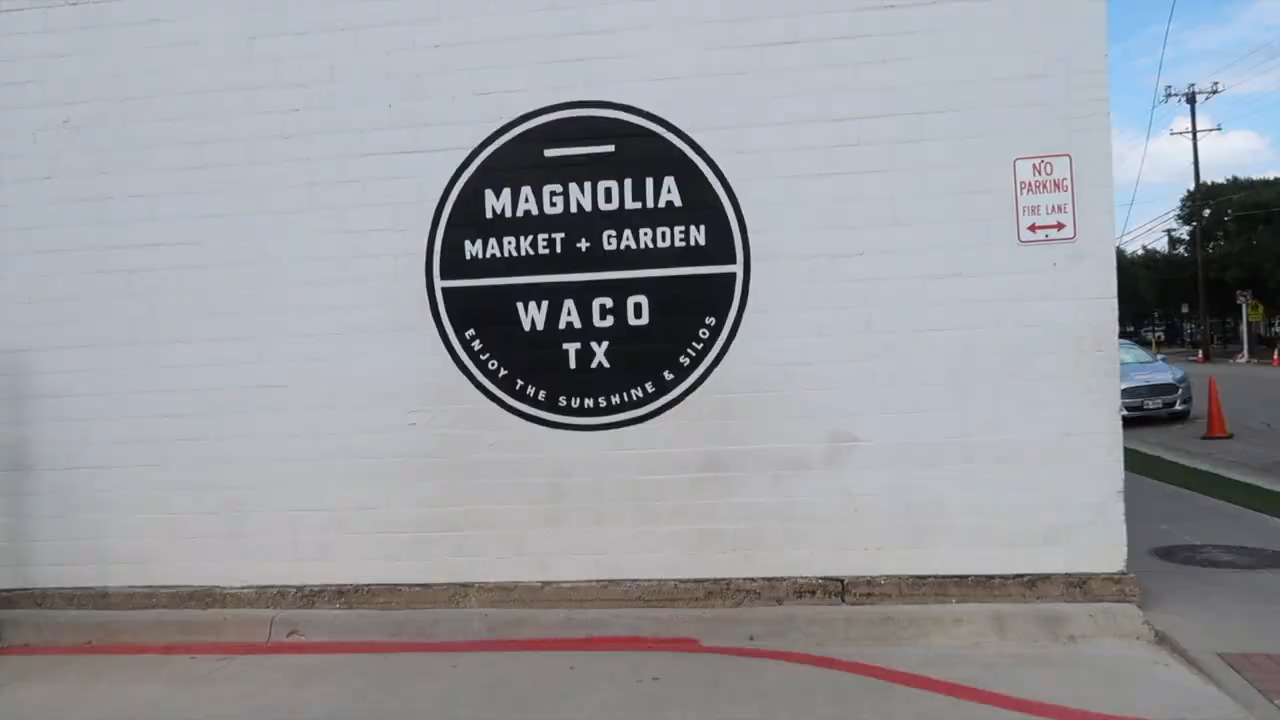 MAGNOLIA
MARKET + GARDEN
WACO
TX
ENJOY THE SUNSHINE & SILOS
NO
PARKING
FIRE LANE